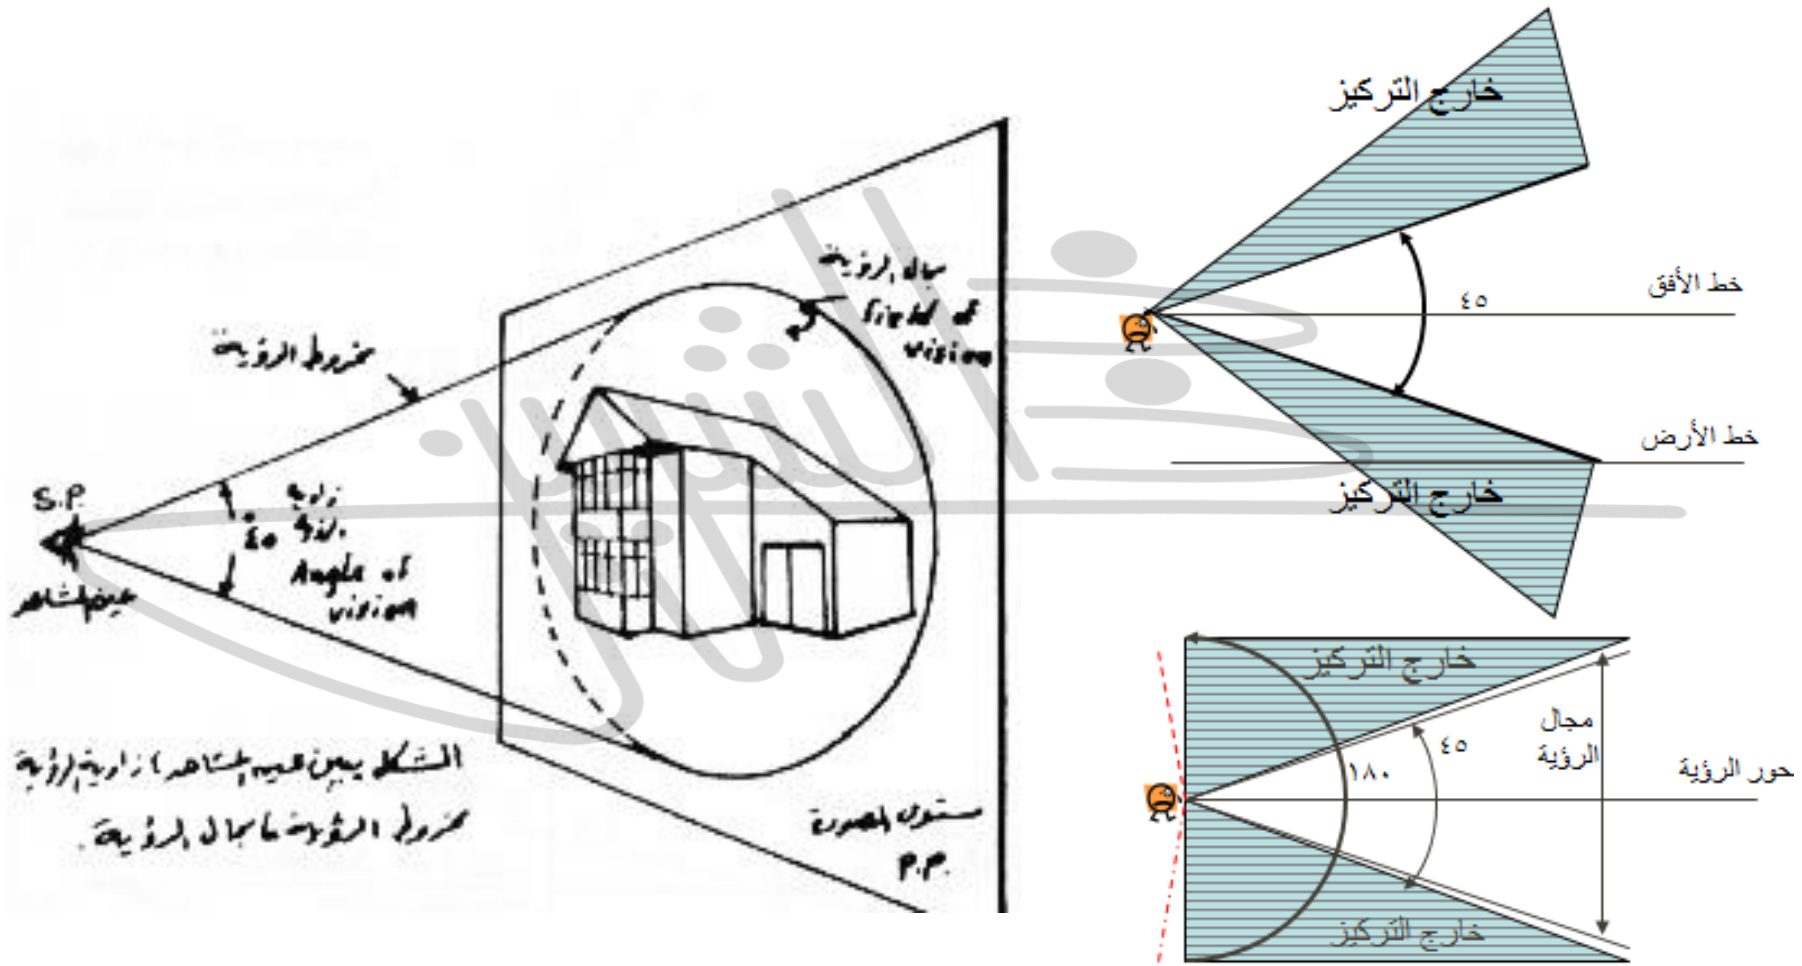 مجال الرؤية
field of
vision
مخروط الرؤية
S.P.
عين المشاهد
زاوية
الرؤية
٤٥°
Angle of
vision
مستوى الصورة
P.P.
الشكل يبين عين المشاهد، زاوية الرؤية
مخروط الرؤية مجال الرؤية.
خارج التركيز
خط الأفق
٤٥
خط الأرض
خارج التركيز
خارج التركيز
مجال
الرؤية
٤٥
١٨٠
حور الرؤية
خارج التركيز